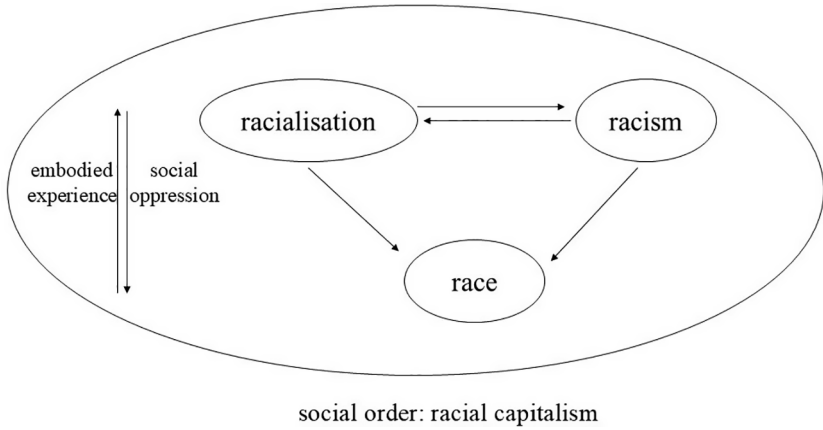 racialisation
racism
embodied
experience
social
oppression
race
social order: racial capitalism